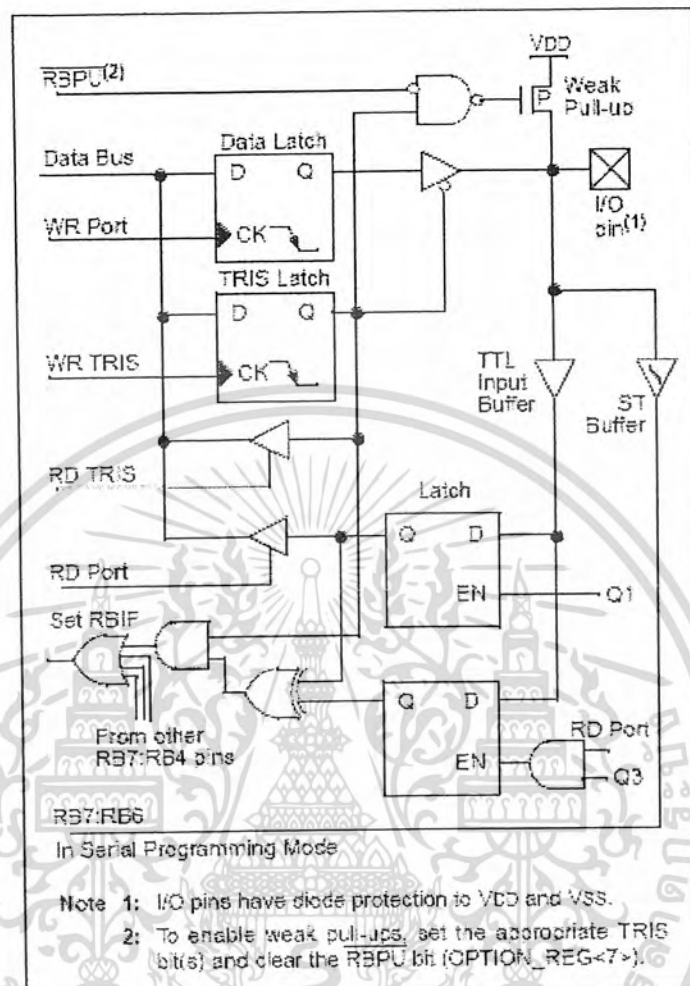 VDD
RBPU(2)
P
Weak
Pull-up
Data Latch
Data Bus
D Q
I/O
pin(1)
WR Port
CK
TRIS Latch
D Q
WR TRIS
CK
TTL
Input
Buffer
ST
Buffer
RD TRIS
Latch
Q D
RD Port
EN
Q1
Set RBIF
Q D
RD Port
From other
RB7:RB4 pins
EN
Q3
RB7:RB6
In Serial Programming Mode
Note 1: I/O pins have diode protection to VDD and VSS.
2: To enable weak pull-ups, set the appropriate TRIS
bit(s) and clear the RBPU bit (OPTION_REG<7>).